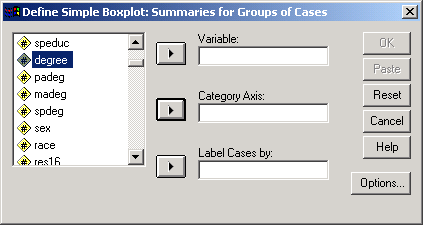 Define Simple Boxplot: Summaries for Groups of Cases
speduc
degree
padeg
madeg
spdeg
sex
race
res16
Variable:
Category Axis:
Label Cases by:
OK
Paste
Reset
Cancel
Help
Options...